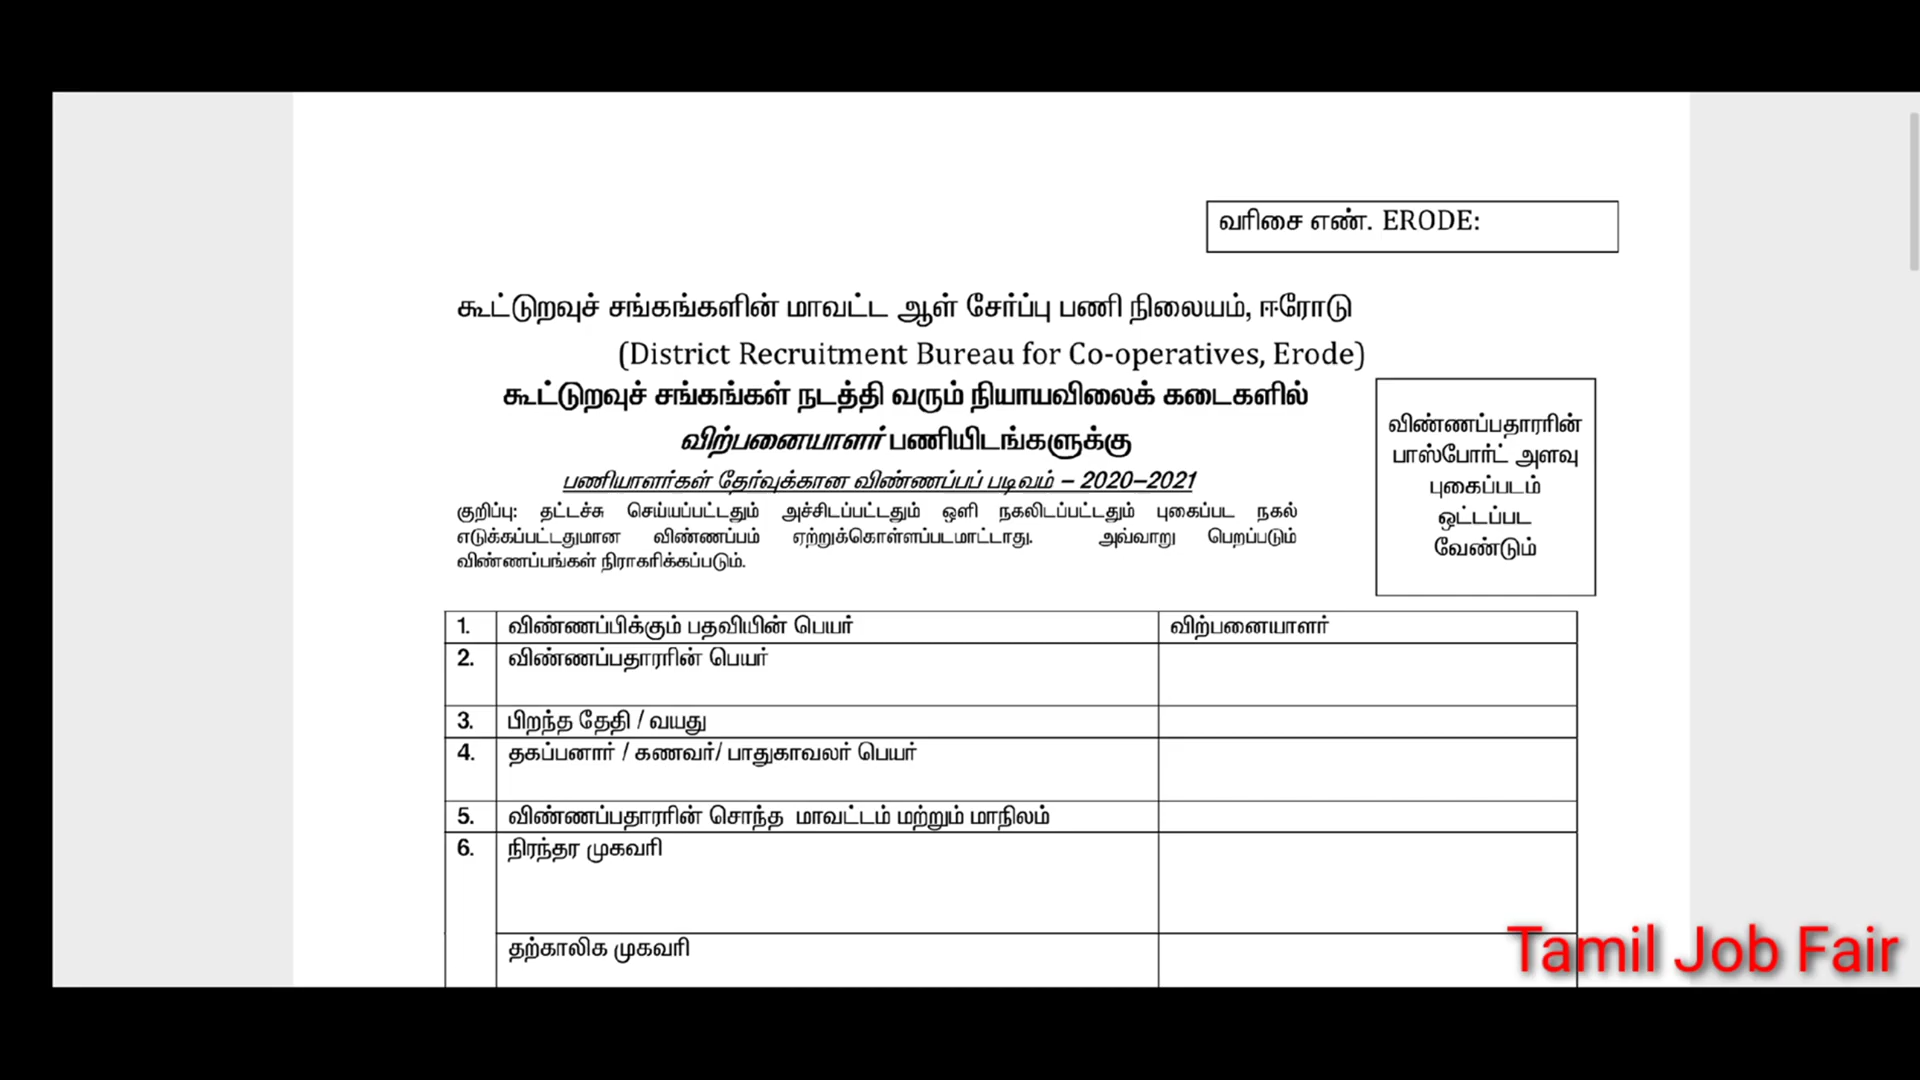 வரிசை எண். ERODE:
கூட்டுறவுச் சங்கங்களின் மாவட்ட ஆள் சேர்ப்பு பணி நிலையம், ஈரோடு
(District Recruitment Bureau for Co-operatives, Erode)
கூட்டுறவுச் சங்கங்கள் நடத்தி வரும் நியாயவிலைக் கடைகளில்
விற்பனையாளர் பணியிடங்களுக்கு
பணியாளர்கள் தேர்வுக்கான விண்ணப்பப் படிவம் – 2020–2021
குறிப்பு: தட்டச்சு செய்யப்பட்டதும் அச்சிடப்பட்டதும் ஒளி நகலிடப்பட்டதும் புகைப்பட நகல்
எடுக்கப்பட்டதுமான விண்ணப்பம் ஏற்றுக்கொள்ளப்படமாட்டாது. அவ்வாறு பெறப்படும்
விண்ணப்பங்கள் நிராகரிக்கப்படும்.
விண்ணப்பதாரரின்
பாஸ்போர்ட் அளவு
புகைப்படம்
ஒட்டப்பட
வேண்டும்
1. விண்ணப்பிக்கும் பதவியின் பெயர் விற்பனையாளர்
2. விண்ணப்பதாரரின் பெயர்
3. பிறந்த தேதி / வயது
4. தகப்பனார் / கணவர்/ பாதுகாவலர் பெயர்
5. விண்ணப்பதாரரின் சொந்த மாவட்டம் மற்றும் மாநிலம்
6. நிரந்தர முகவரி
தற்காலிக முகவரி
Tamil Job Fair